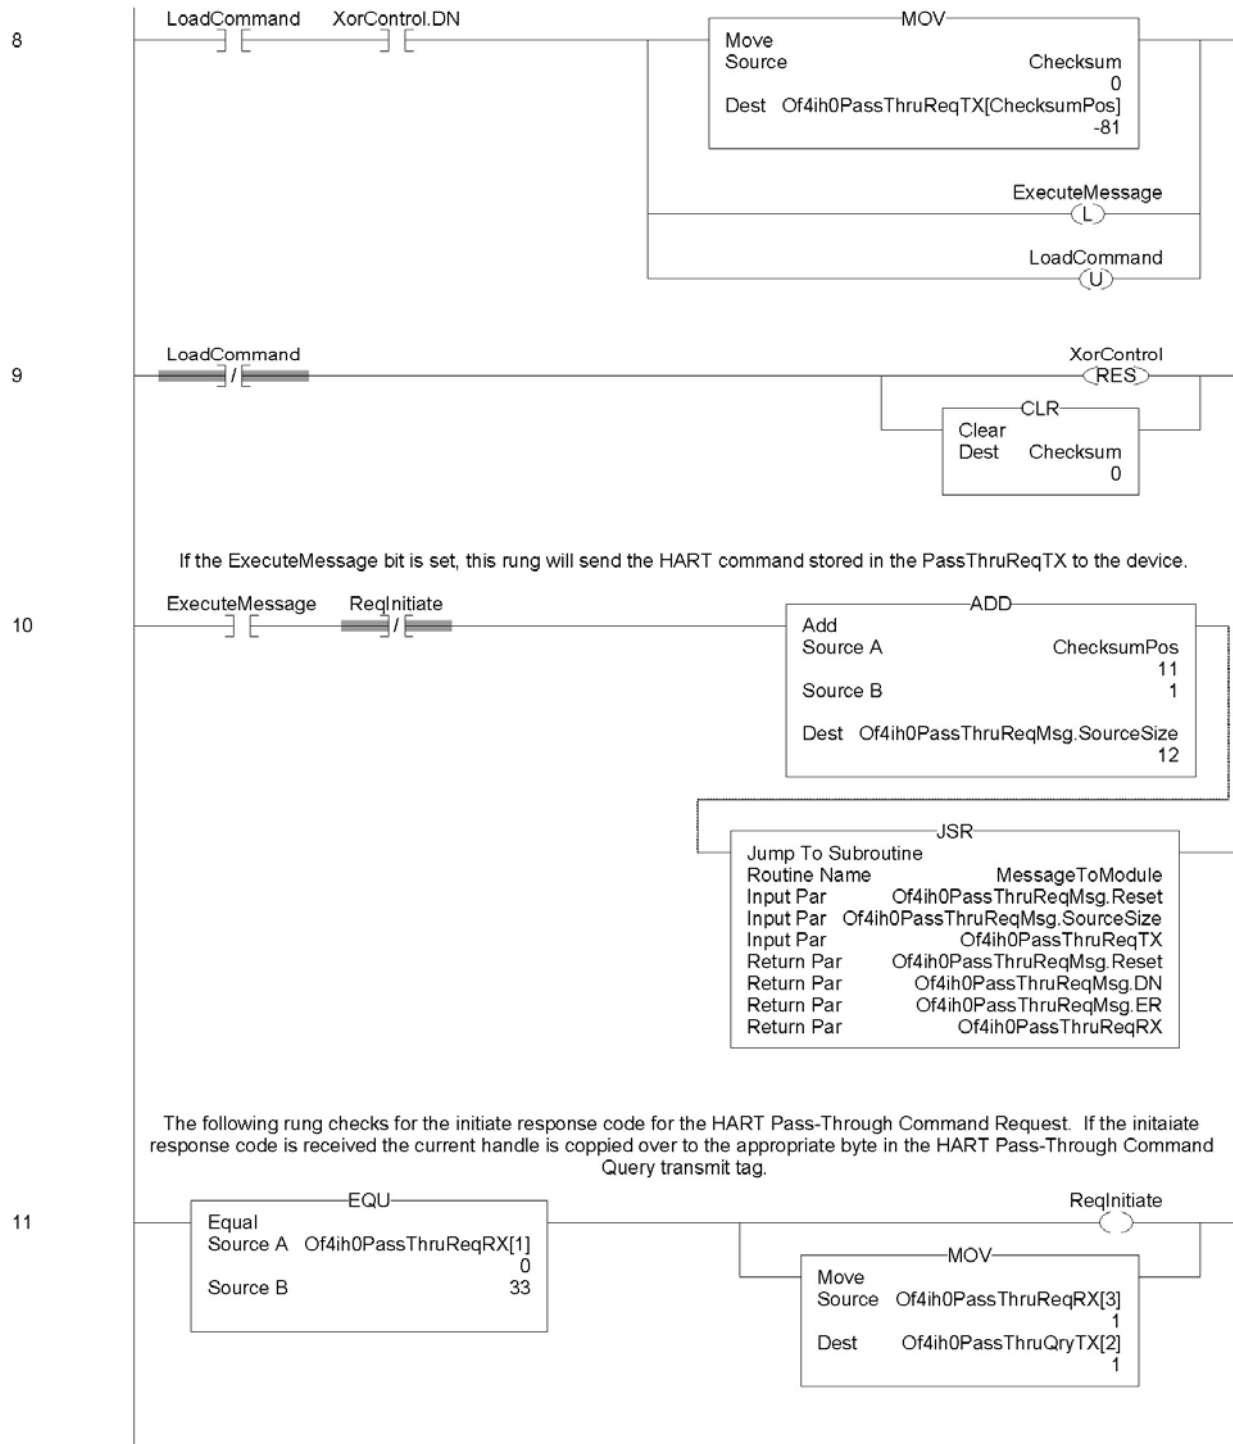 LoadCommand XorControl.DN
8
MOV
Move
Source Checksum
0
Dest Of4ih0PassThruReqTX[ChecksumPos]
-81
ExecuteMessage
L
LoadCommand
U
LoadCommand XorControl
9
/ RES
CLR
Clear
Dest Checksum
0
If the ExecuteMessage bit is set, this rung will send the HART command stored in the PassThruReqTX to the device.
ExecuteMessage ReqInitiate
10
/
ADD
Add
Source A ChecksumPos
11
Source B 1
Dest Of4ih0PassThruReqMsg.SourceSize
12
JSR
Jump To Subroutine
Routine Name MessageToModule
Input Par Of4ih0PassThruReqMsg.Reset
Input Par Of4ih0PassThruReqMsg.SourceSize
Input Par Of4ih0PassThruReqTX
Return Par Of4ih0PassThruReqMsg.Reset
Return Par Of4ih0PassThruReqMsg.DN
Return Par Of4ih0PassThruReqMsg.ER
Return Par Of4ih0PassThruReqRX
The following rung checks for the initiate response code for the HART Pass-Through Command Request. If the initaiate
response code is received the current handle is coppied over to the appropriate byte in the HART Pass-Through Command
Query transmit tag.
11
EQU
Equal
Source A Of4ih0PassThruReqRX[1]
0
Source B 33
ReqInitiate
MOV
Move
Source Of4ih0PassThruReqRX[3]
1
Dest Of4ih0PassThruQryTX[2]
1